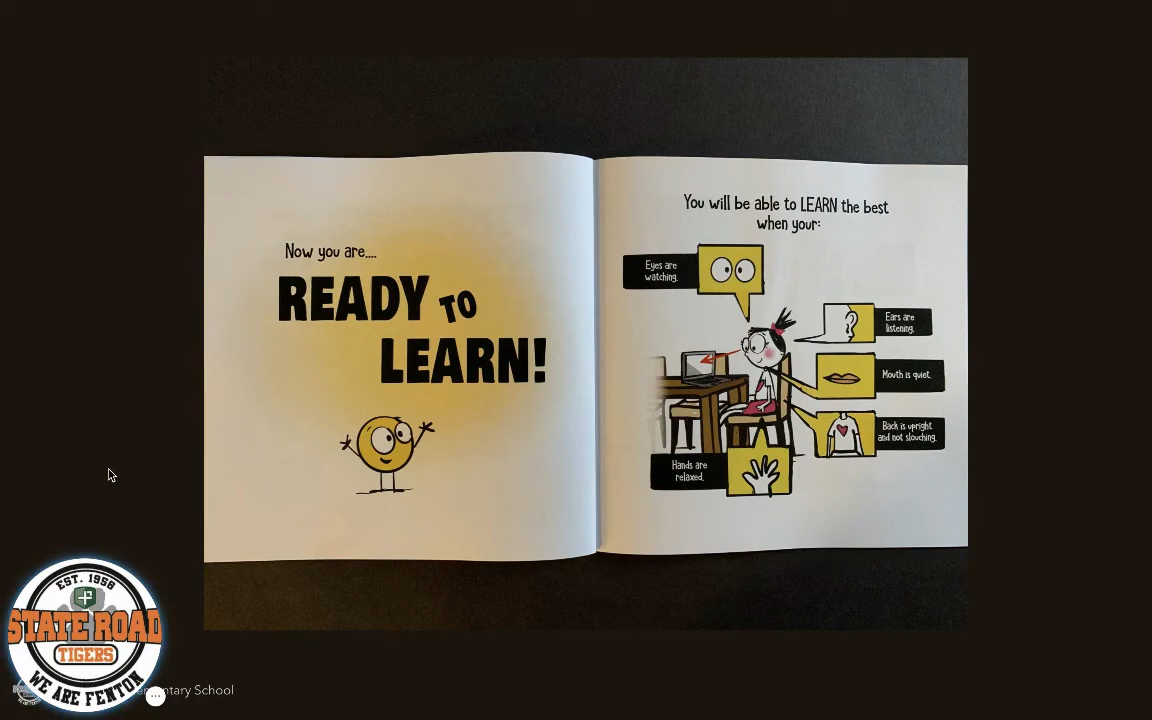 Now you are....
READY TO
LEARN!
You will be able to LEARN the best
when your:
Eyes are
watching.
Ears are
listening.
Mouth is quiet.
Back is upright
and not slouching.
Hands are
relaxed.
EST. 1956
STATE ROAD
TIGERS
WE ARE FENTON
School